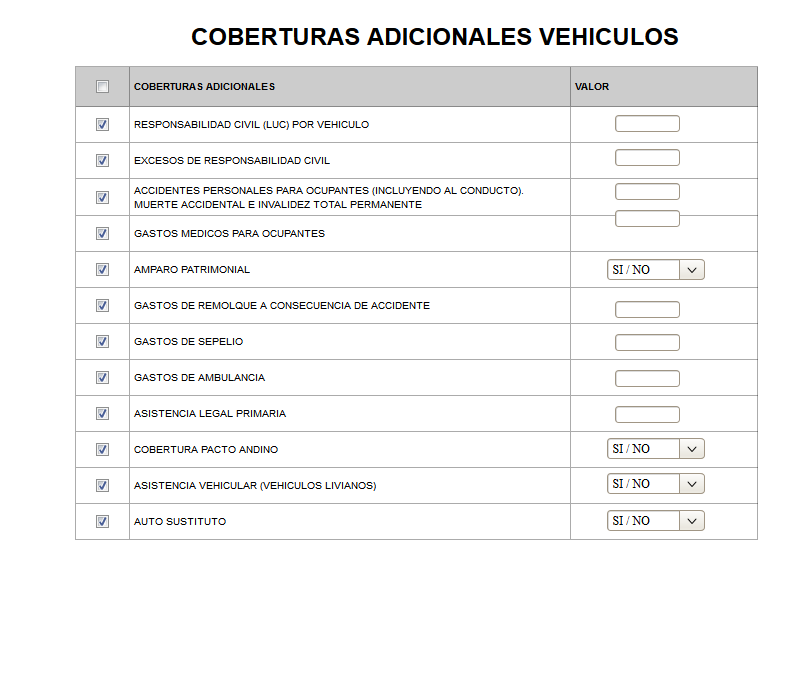 COBERTURAS ADICIONALES VEHICULOS
COBERTURAS ADICIONALES VALOR
RESPONSABILIDAD CIVIL (LUC) POR VEHICULO
EXCESOS DE RESPONSABILIDAD CIVIL
ACCIDENTES PERSONALES PARA OCUPANTES (INCLUYENDO AL CONDUCTO).
MUERTE ACCIDENTAL E INVALIDEZ TOTAL PERMANENTE
GASTOS MEDICOS PARA OCUPANTES
AMPARO PATRIMONIAL SI / NO
GASTOS DE REMOLQUE A CONSECUENCIA DE ACCIDENTE
GASTOS DE SEPELIO
GASTOS DE AMBULANCIA
ASISTENCIA LEGAL PRIMARIA
COBERTURA PACTO ANDINO SI / NO
ASISTENCIA VEHICULAR (VEHICULOS LIVIANOS) SI / NO
AUTO SUSTITUTO SI / NO